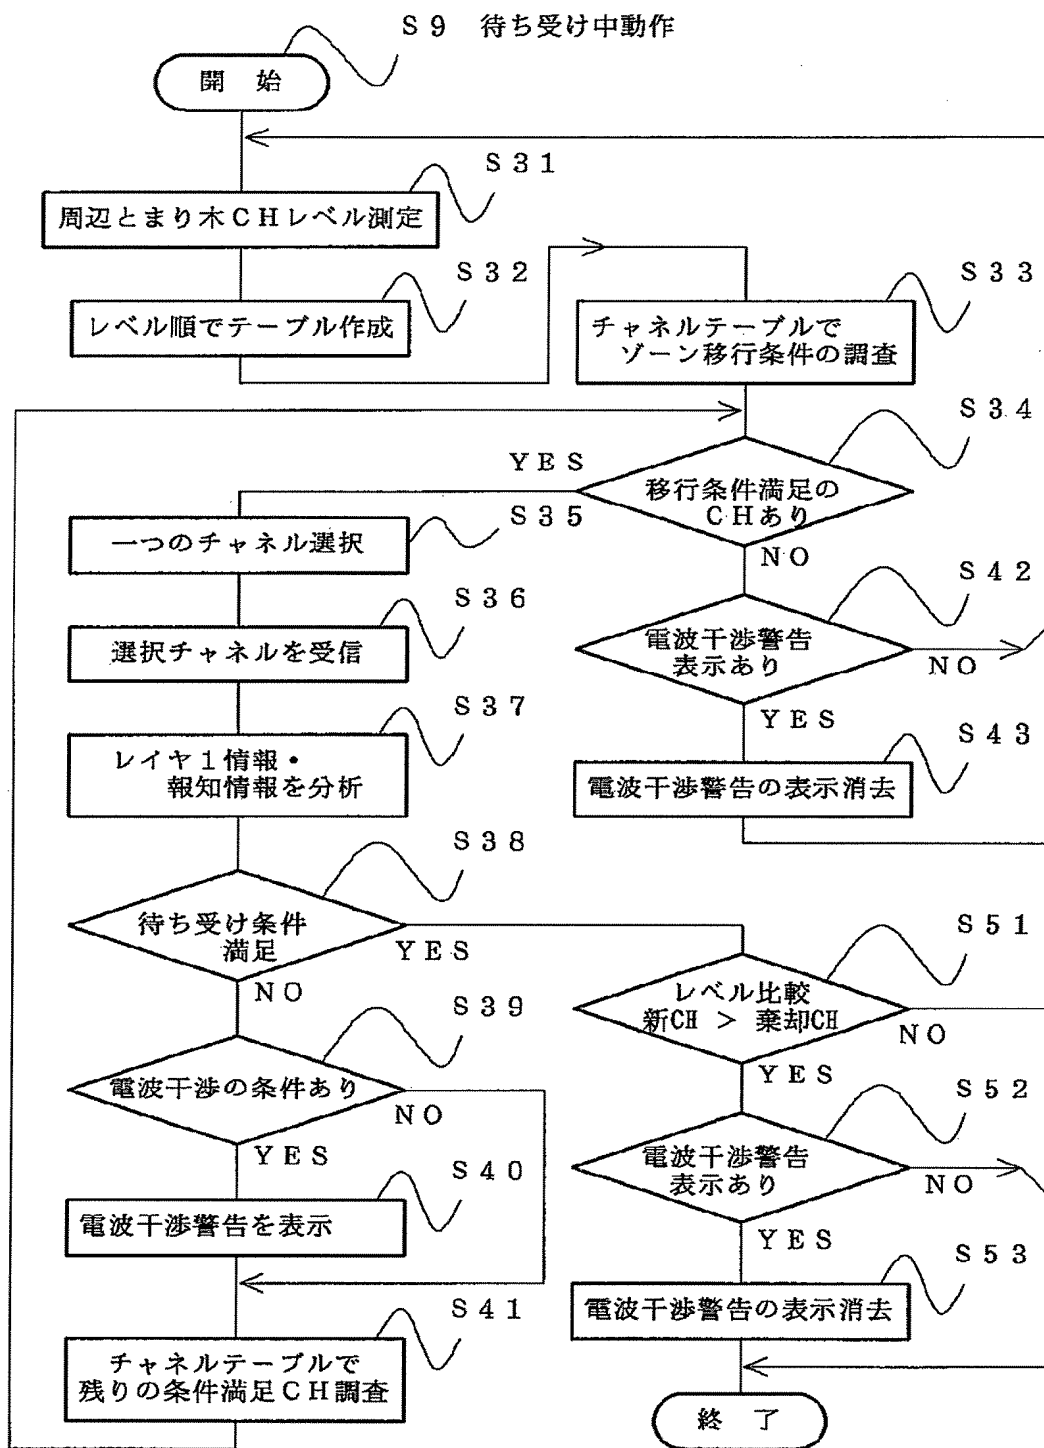 Ｓ９　待ち受け中動作
開　始
Ｓ３１
周辺とまり木ＣＨレベル測定
Ｓ３２
レベル順でテーブル作成
Ｓ３３
チャネルテーブルで
ゾーン移行条件の調査
Ｓ３４
移行条件満足の
ＣＨあり
ＹＥＳ
ＮＯ
Ｓ３５
一つのチャネル選択
Ｓ３６
選択チャネルを受信
Ｓ３７
レイヤ１情報・
報知情報を分析
Ｓ３８
待ち受け条件
満足
ＹＥＳ
ＮＯ
Ｓ３９
電波干渉の条件あり
ＮＯ
ＹＥＳ
Ｓ４０
電波干渉警告を表示
Ｓ４１
チャネルテーブルで
残りの条件満足ＣＨ調査
Ｓ４２
電波干渉警告
表示あり
ＮＯ
ＹＥＳ
Ｓ４３
電波干渉警告の表示消去
Ｓ５１
レベル比較
新CH > 棄却CH
ＮＯ
ＹＥＳ
Ｓ５２
電波干渉警告
表示あり
ＮＯ
ＹＥＳ
Ｓ５３
電波干渉警告の表示消去
終　了